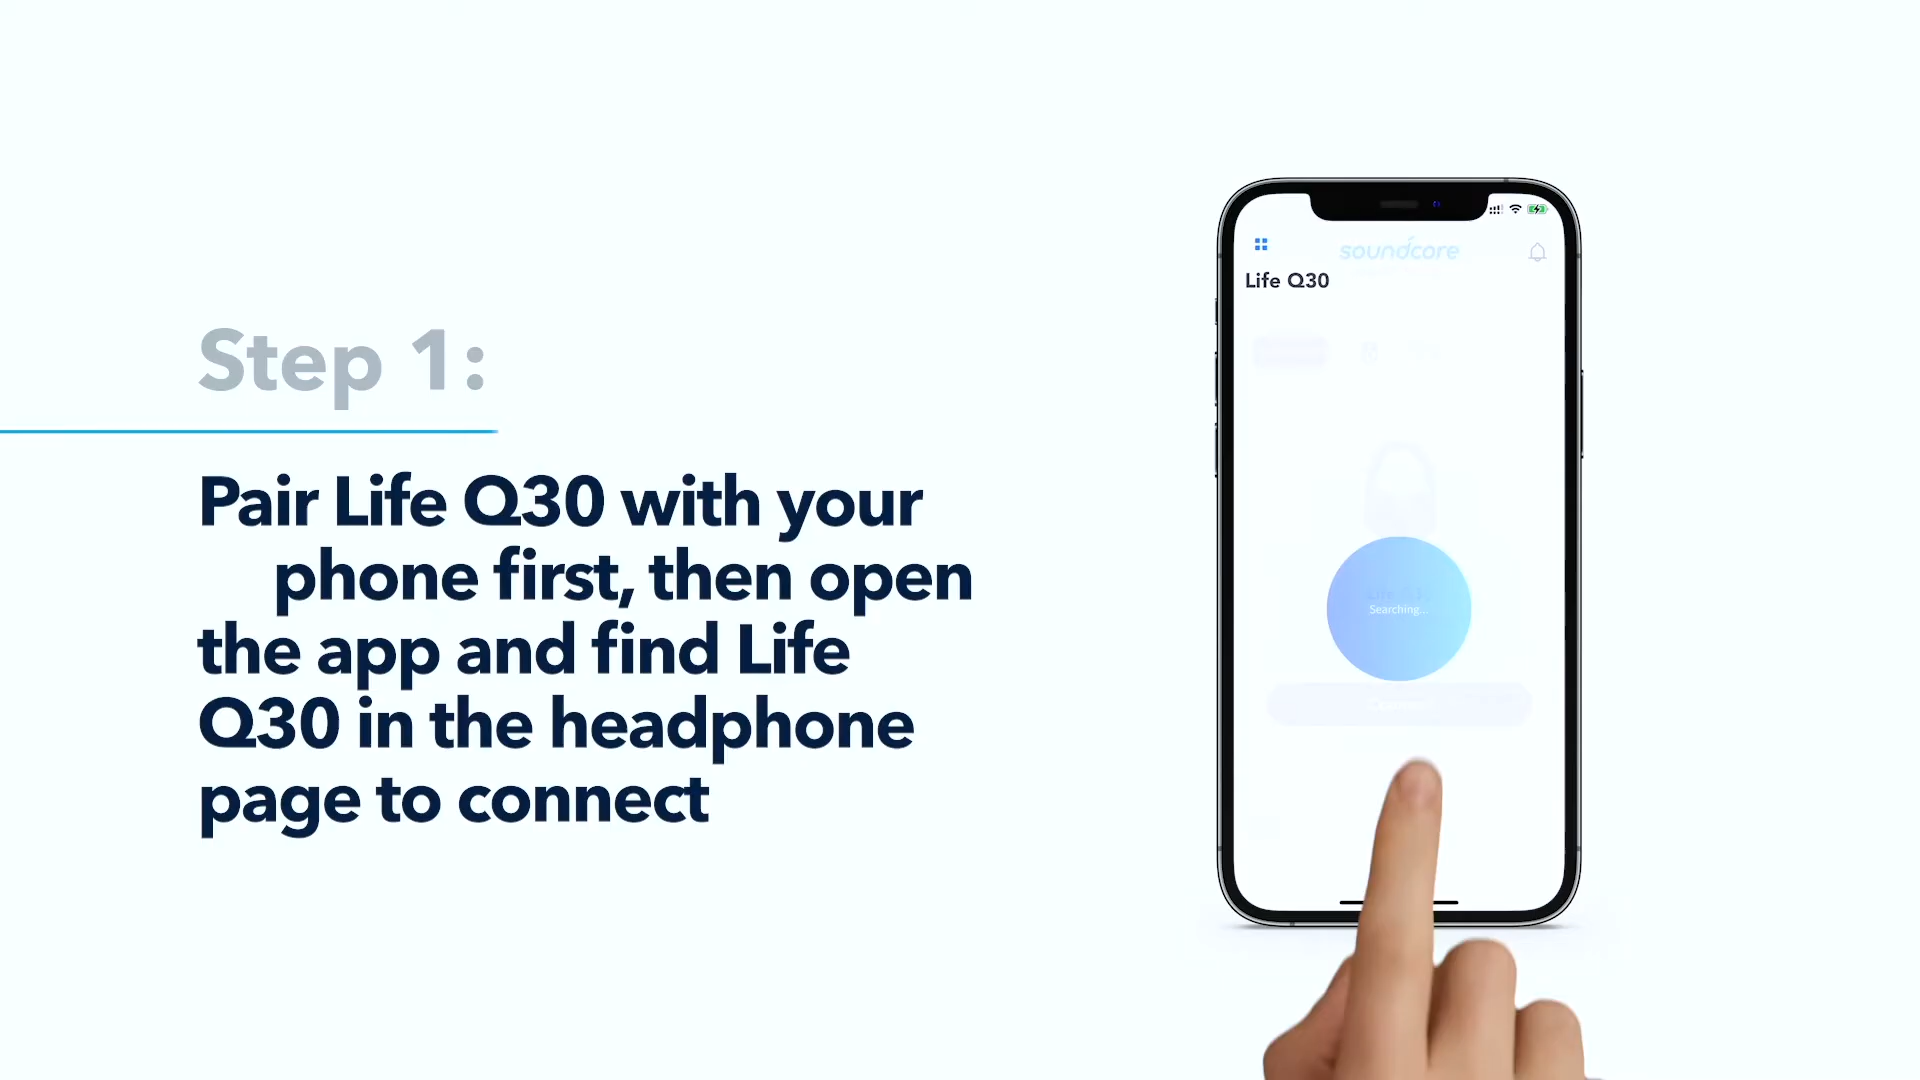 Step 1:
Pair Life Q30 with your
phone first, then open
the app and find Life
Q30 in the headphone
page to connect
soundcore
Life Q30
Searching...